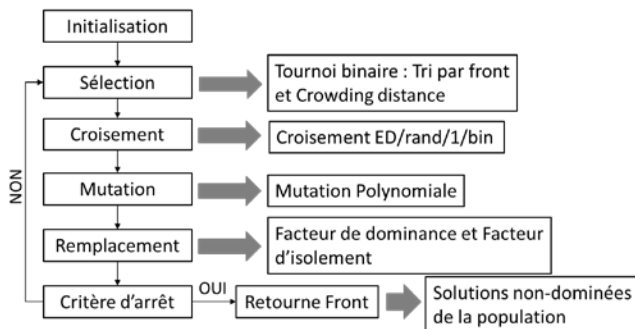 Initialisation
Sélection
Tournoi binaire : Tri par front
et Crowding distance
Croisement
Croisement ED/rand/1/bin
NON
Mutation
Mutation Polynomiale
Remplacement
Facteur de dominance et Facteur
d'isolement
Critère d'arrêt
OUI
Retourne Front
Solutions non-dominées
de la population